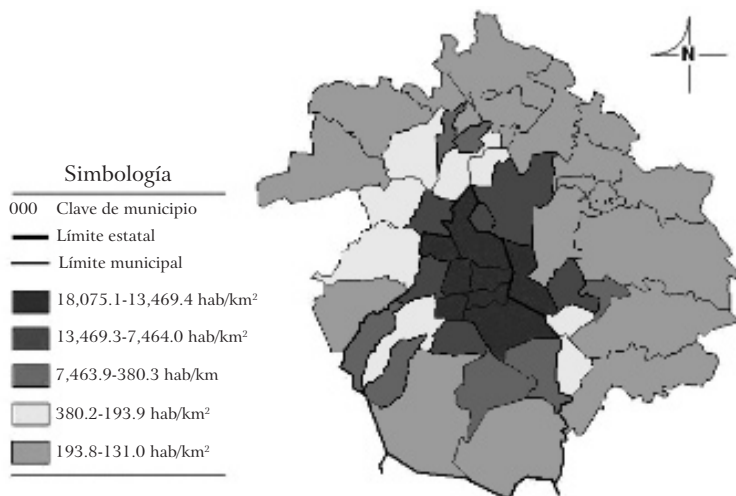 N
Simbología
000 Clave de municipio
Límite estatal
Límite municipal
18,075.1-13,469.4 hab/km²
13,469.3-7,464.0 hab/km²
7,463.9-380.3 hab/km
380.2-193.9 hab/km²
193.8-131.0 hab/km²